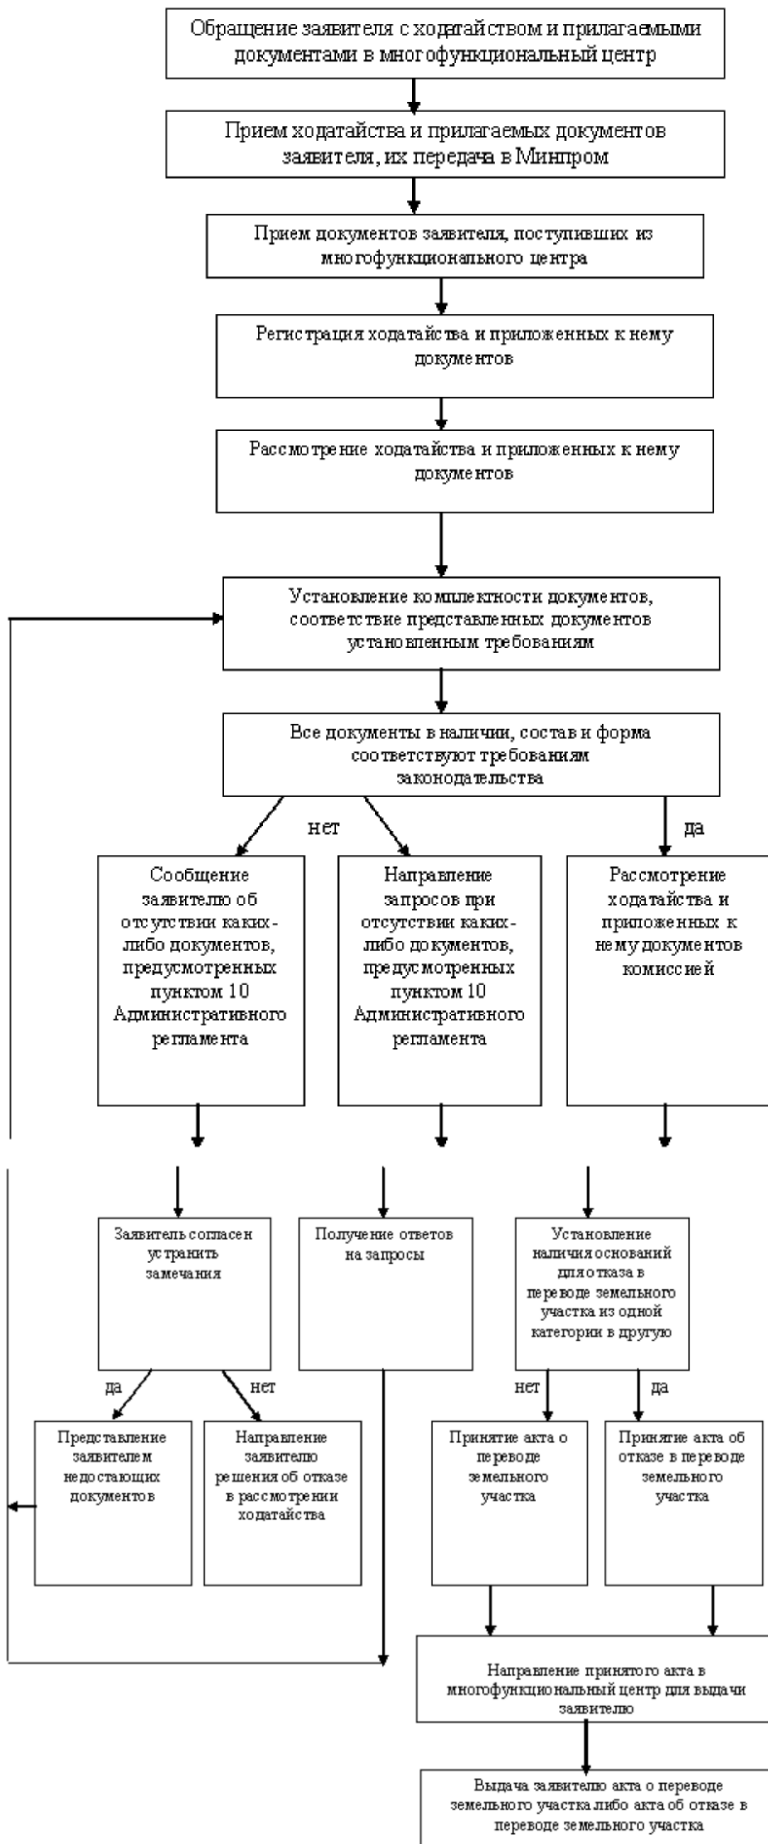 Обращение заявителя с ходатайством и прилагаемыми
документами в многофункциональный центр
Прием ходатайства и прилагаемых документов
заявителя, их передача в Минпром
Прием документов заявителя, поступивших из
многофункционального центра
Регистрация ходатайства и приложенных к нему
документов
Рассмотрение ходатайства и приложенных к нему
документов
Установление комплектности документов,
соответствие представленных документов
установленным требованиям
Все документы в наличии, состав и форма
соответствуют требованиям
законодательства
нет
да
Сообщение
заявителю об
отсутствии каких-
либо документов,
предусмотренных
пунктом 10
Административного
регламента
Направление
запросов при
отсутствии каких-
либо документов,
предусмотренных
пунктом 10
Административного
регламента
Рассмотрение
ходатайства и
приложенных к
нему документов
комиссией
Заявитель согласен
устранить
замечания
Получение ответов
на запросы
Установление
наличия оснований
для отказа в
переводе земельного
участка из одной
категории в другую
да
нет
нет
да
Представление
заявителем
недостающих
документов
Направление
заявителю
решения об отказе
в рассмотрении
ходатайства
Принятие акта о
переводе
земельного
участка
Принятие акта об
отказе в переводе
земельного
участка
Направление принятого акта в
многофункциональный центр для выдачи
заявителю
Выдача заявителю акта о переводе
земельного участка либо акта об отказе в
переводе земельного участка